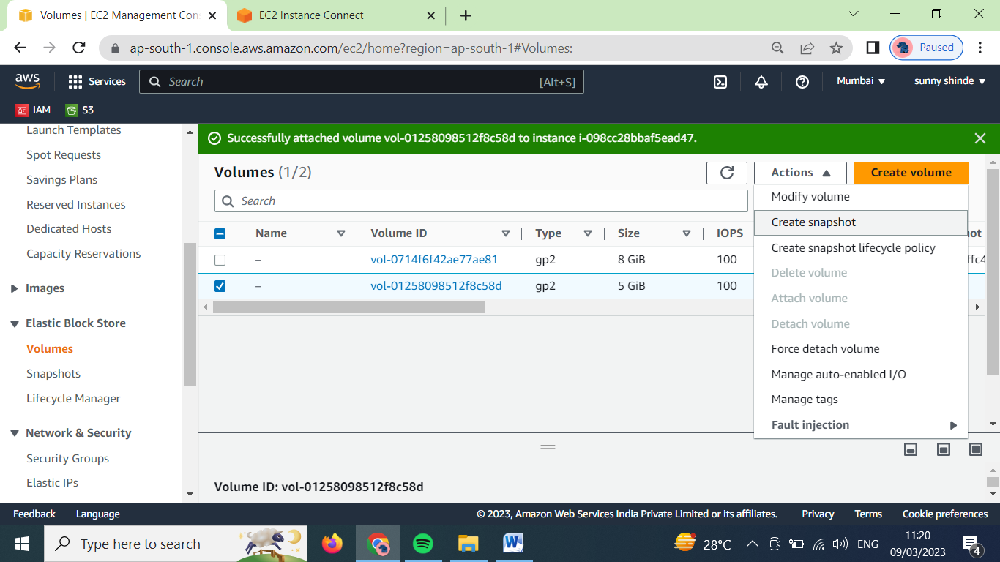 Volumes | EC2 Management Con
EC2 Instance Connect
ap-south-1.console.aws.amazon.com/ec2/home?region=ap-south-1#Volumes:
Paused
aws
Services
Search
[Alt+S]
Mumbai
sunny shinde
IAM
S3
Launch Templates
Spot Requests
Savings Plans
Reserved Instances
Dedicated Hosts
Capacity Reservations
Images
Elastic Block Store
Volumes
Snapshots
Lifecycle Manager
Network & Security
Security Groups
Elastic IPs
Successfully attached volume vol-01258098512f8c58d to instance i-098cc28bbaf5ead47.
Volumes (1/2)
Actions
Create volume
Search
Name Volume ID Type Size IOPS
– vol-0714f6f42ae77ae81 gp2 8 GiB 100
– vol-01258098512f8c58d gp2 5 GiB 100
Modify volume
Create snapshot
Create snapshot lifecycle policy
Delete volume
Attach volume
Detach volume
Force detach volume
Manage auto-enabled I/O
Manage tags
Fault injection
Volume ID: vol-01258098512f8c58d
Feedback
Language
© 2023, Amazon Web Services India Private Limited or its affiliates.
Privacy
Terms
Cookie preferences
Type here to search
28°C
ENG
11:20
09/03/2023
4